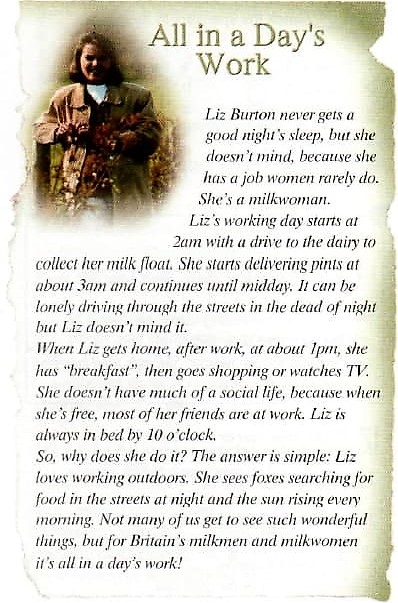 All in a Day's
Work
Liz Burton never gets a
good night's sleep, but she
doesn't mind, because she
has a job women rarely do.
She's a milkwoman.
Liz's working day starts at
2am with a drive to the dairy to
collect her milk float. She starts delivering pints at
about 3am and continues until midday. It can be
lonely driving through the streets in the dead of night
but Liz doesn't mind it.
When Liz gets home, after work, at about 1pm, she
has "breakfast", then goes shopping or watches TV.
She doesn't have much of a social life, because when
she's free, most of her friends are at work. Liz is
always in bed by 10 o'clock.
So, why does she do it? The answer is simple: Liz
loves working outdoors. She sees foxes searching for
food in the streets at night and the sun rising every
morning. Not many of us get to see such wonderful
things, but for Britain's milkmen and milkwomen
it's all in a day's work!